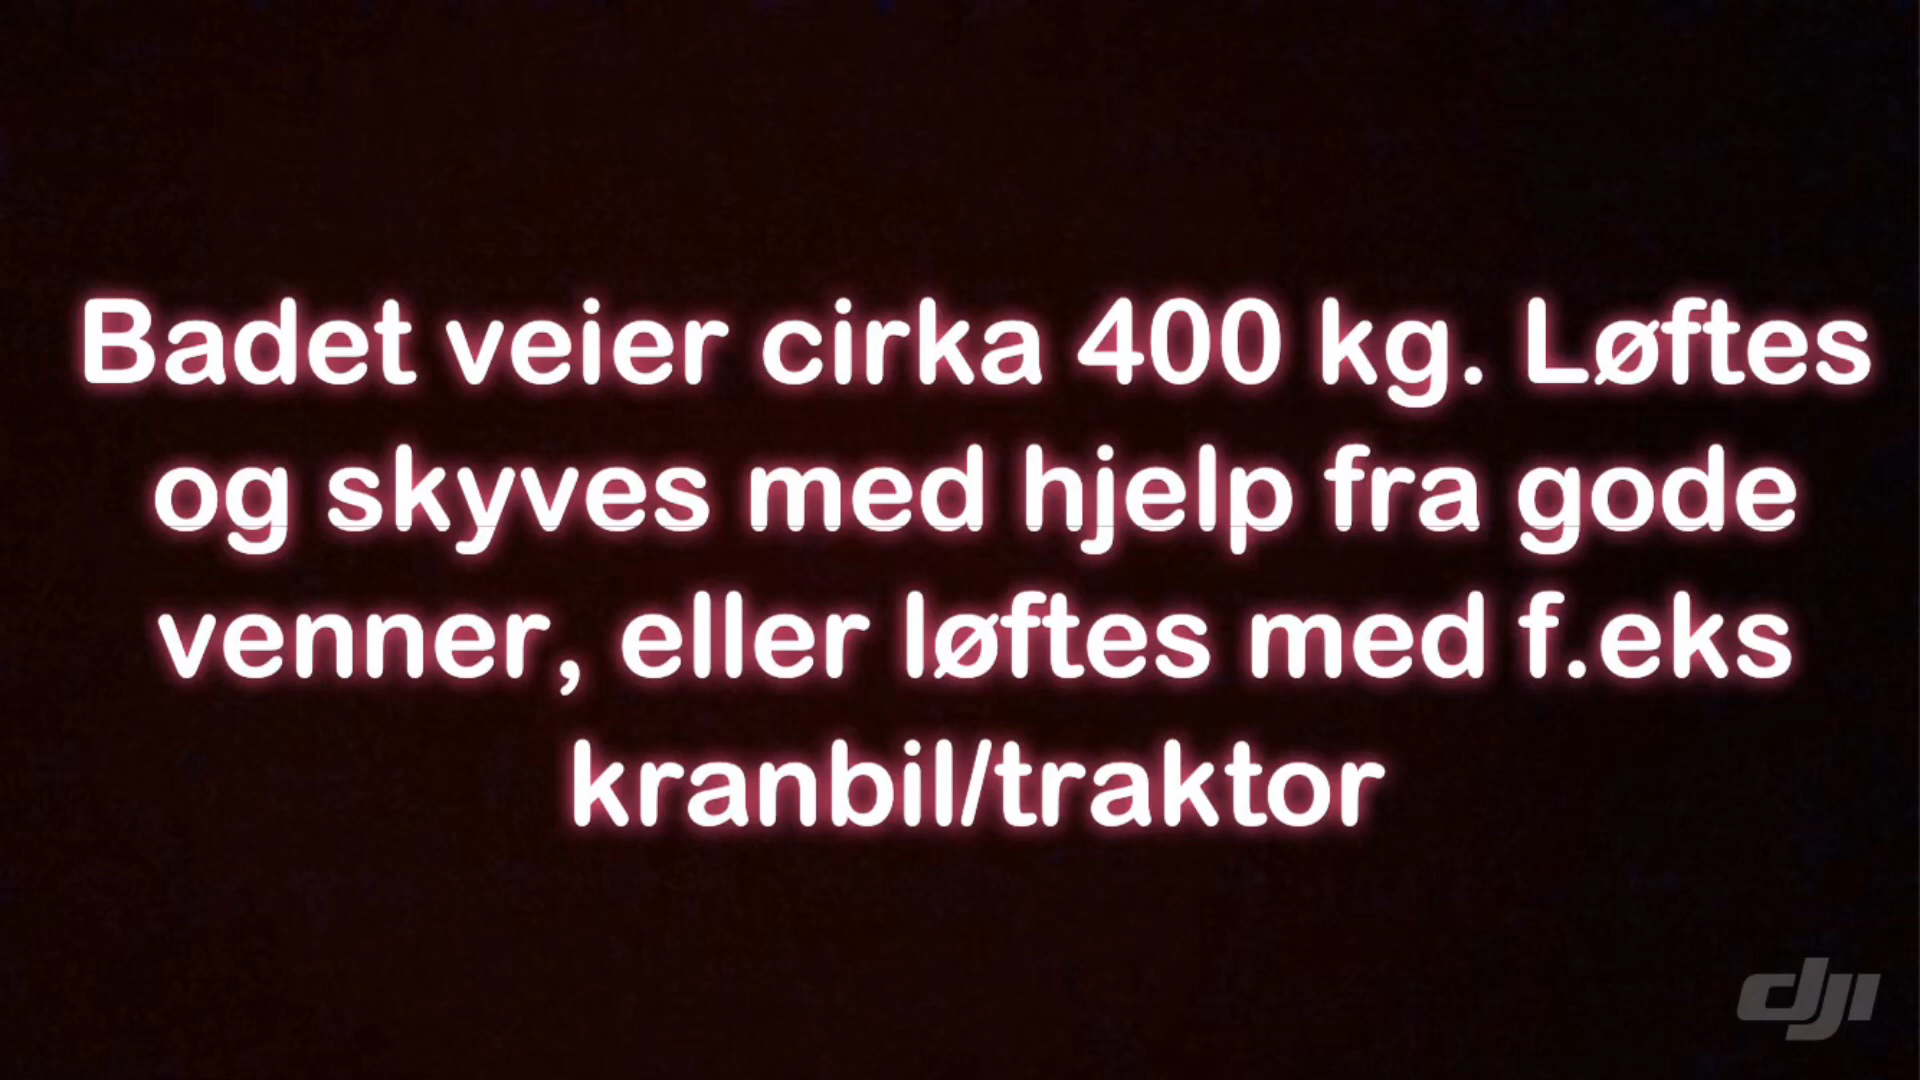 Badet veier cirka 400 kg. Løftes
og skyves med hjelp fra gode
venner, eller løftes med f.eks
kranbil/traktor
dji